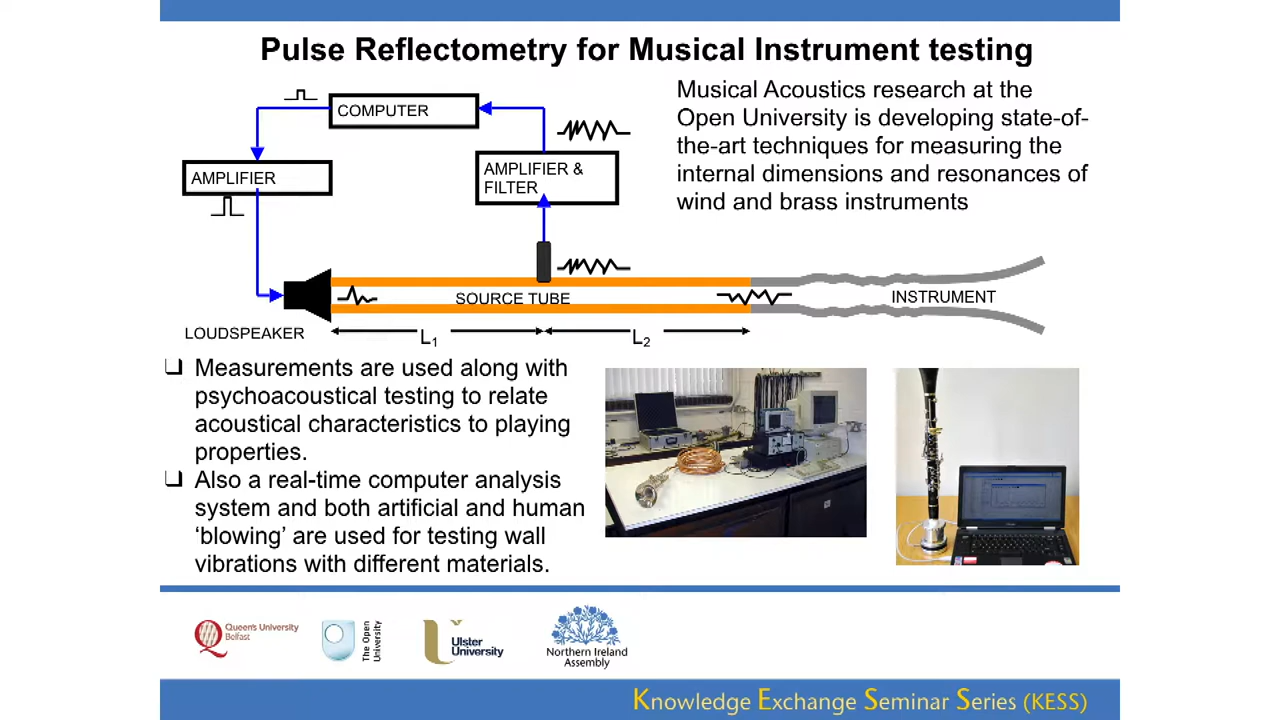 Pulse Reflectometry for Musical Instrument testing
COMPUTER
AMPLIFIER
AMPLIFIER &
FILTER
SOURCE TUBE
INSTRUMENT
LOUDSPEAKER
L1
L2
Musical Acoustics research at the
Open University is developing state-of-
the-art techniques for measuring the
internal dimensions and resonances of
wind and brass instruments
❑ Measurements are used along with
psychoacoustical testing to relate
acoustical characteristics to playing
properties.
❑ Also a real-time computer analysis
system and both artificial and human
‘blowing’ are used for testing wall
vibrations with different materials.
Queen's University
Belfast
The Open
University
Ulster
University
Northern Ireland
Assembly
Knowledge Exchange Seminar Series (KESS)